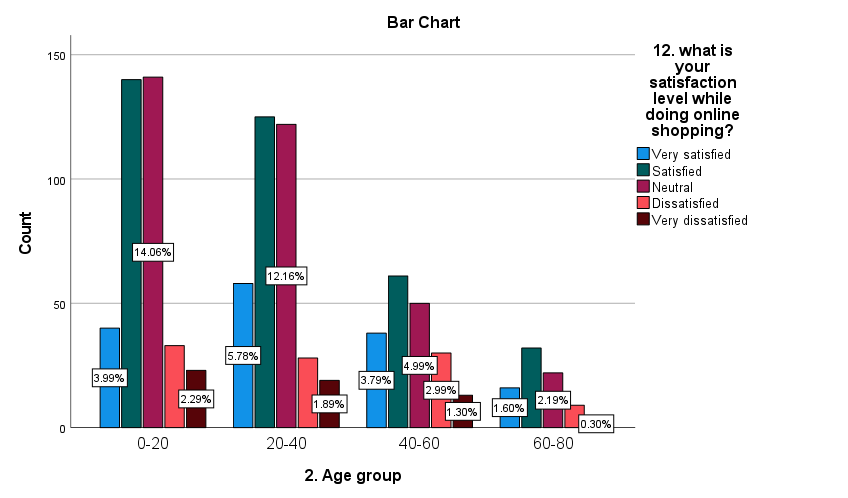 Bar Chart
12. what is
your
satisfaction
level while
doing online
shopping?
Very satisfied
Satisfied
Neutral
Dissatisfied
Very dissatisfied
Count
150
100
50
0
14.06%
12.16%
5.78%
4.99%
3.99%
3.79%
2.99%
2.29%
2.19%
1.89%
1.60%
1.30%
0.30%
0-20 20-40 40-60 60-80
2. Age group